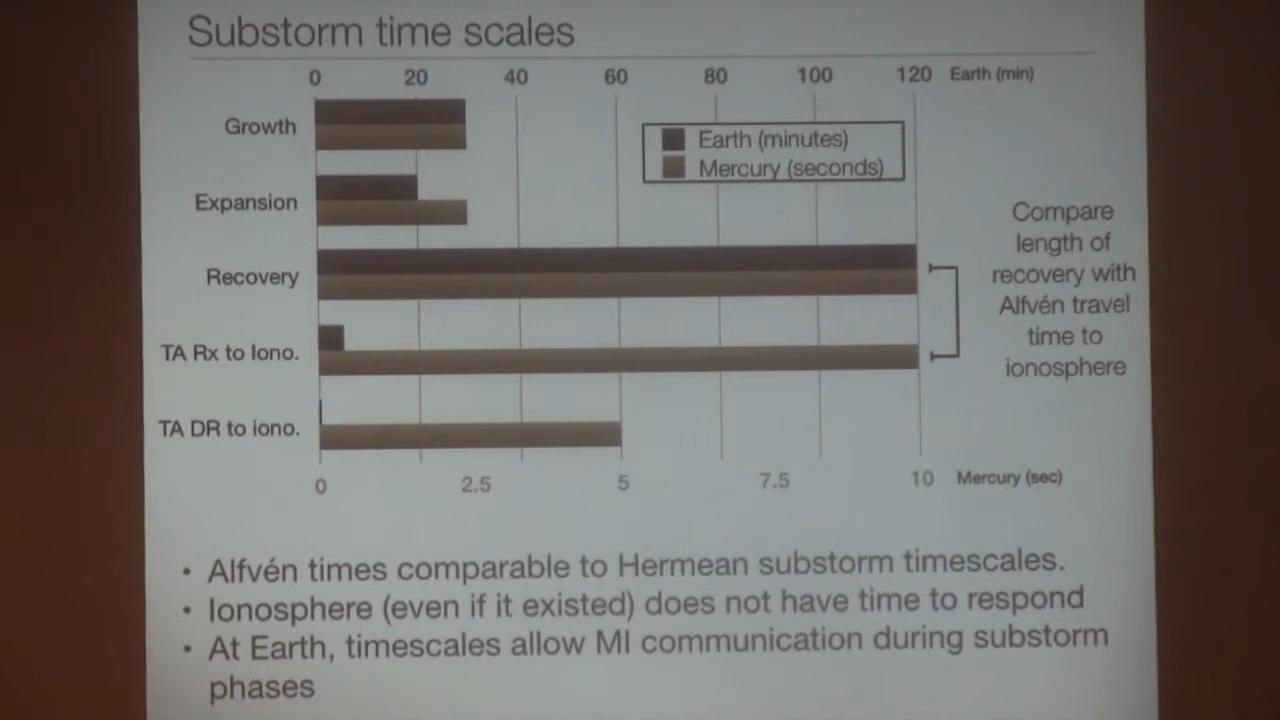 Substorm time scales
0 20 40 60 80 100 120 Earth (min)
Growth
Earth (minutes)
Mercury (seconds)
Expansion
Compare
length of
recovery with
Alfvén travel
time to
ionosphere
Recovery
TA Rx to Iono.
TA DR to iono.
0 2.5 5 7.5 10 Mercury (sec)
• Alfvén times comparable to Hermean substorm timescales.
• Ionosphere (even if it existed) does not have time to respond
• At Earth, timescales allow MI communication during substorm
phases